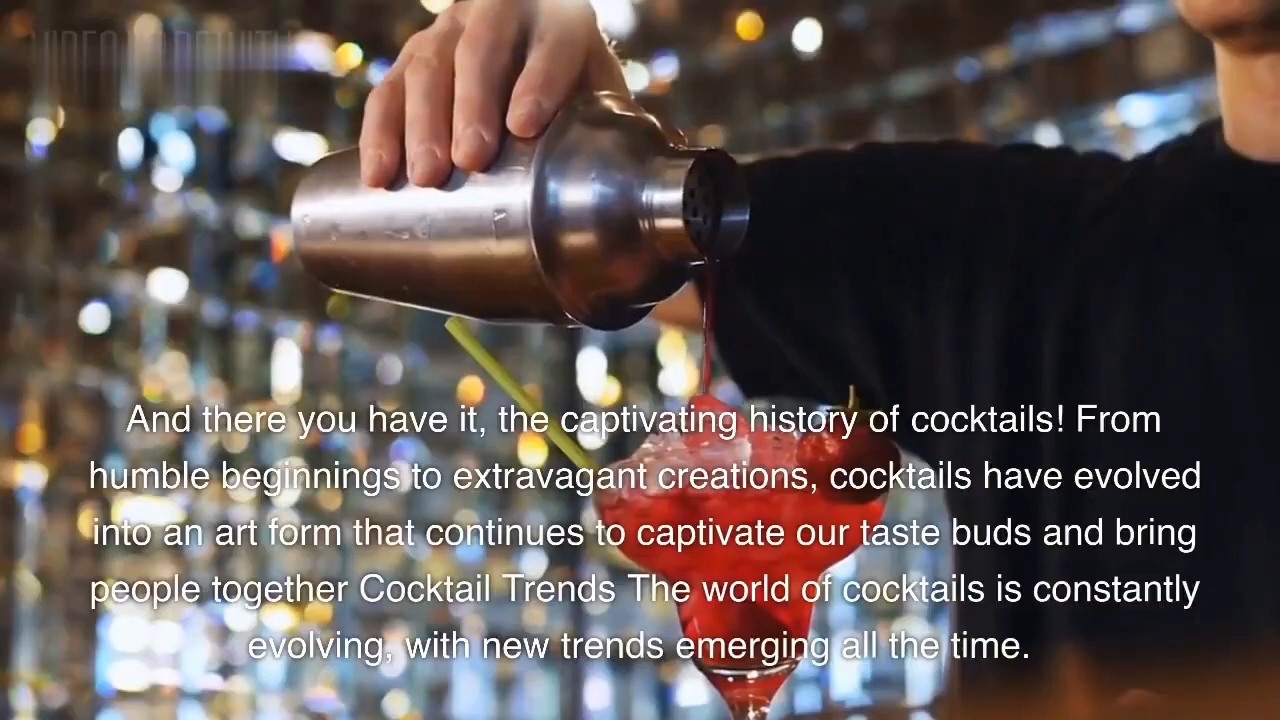 And there you have it, the captivating history of cocktails! From
humble beginnings to extravagant creations, cocktails have evolved
into an art form that continues to captivate our taste buds and bring
people together Cocktail Trends The world of cocktails is constantly
evolving, with new trends emerging all the time.